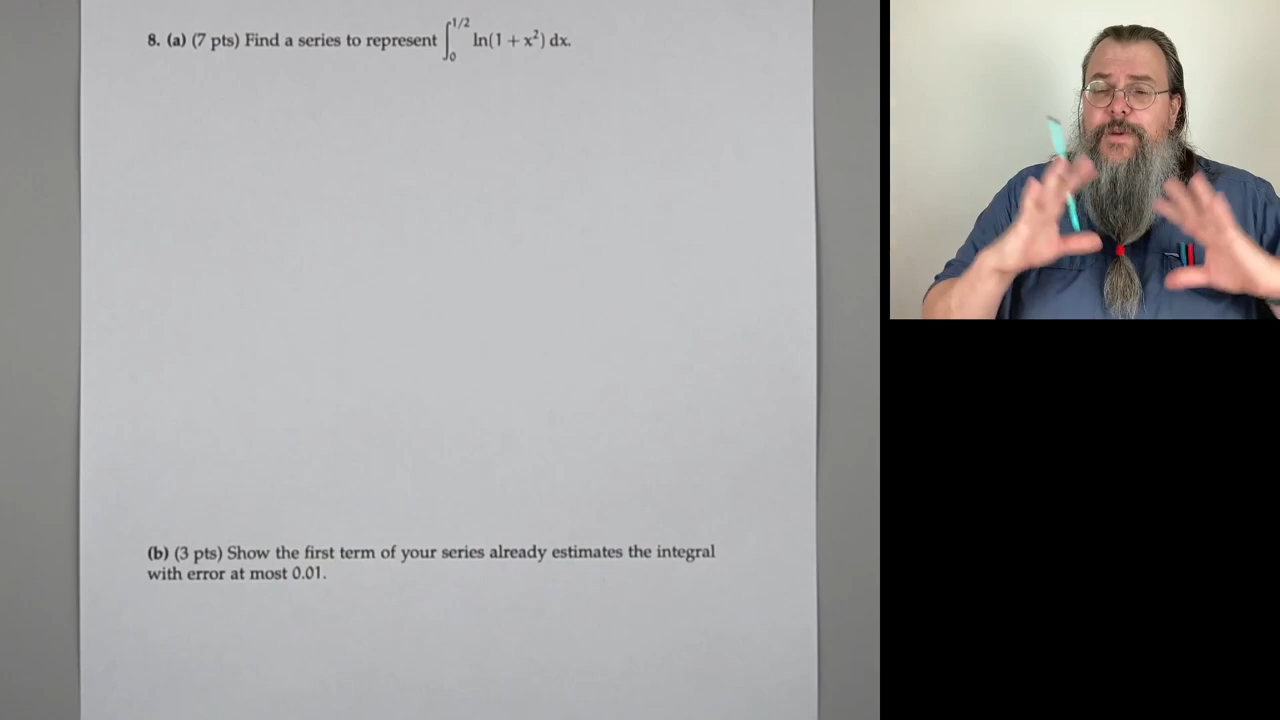 8. (a) (7 pts) Find a series to represent ∫₀^{1/2} ln(1 + x²) dx.
(b) (3 pts) Show the first term of your series already estimates the integral
with error at most 0.01.